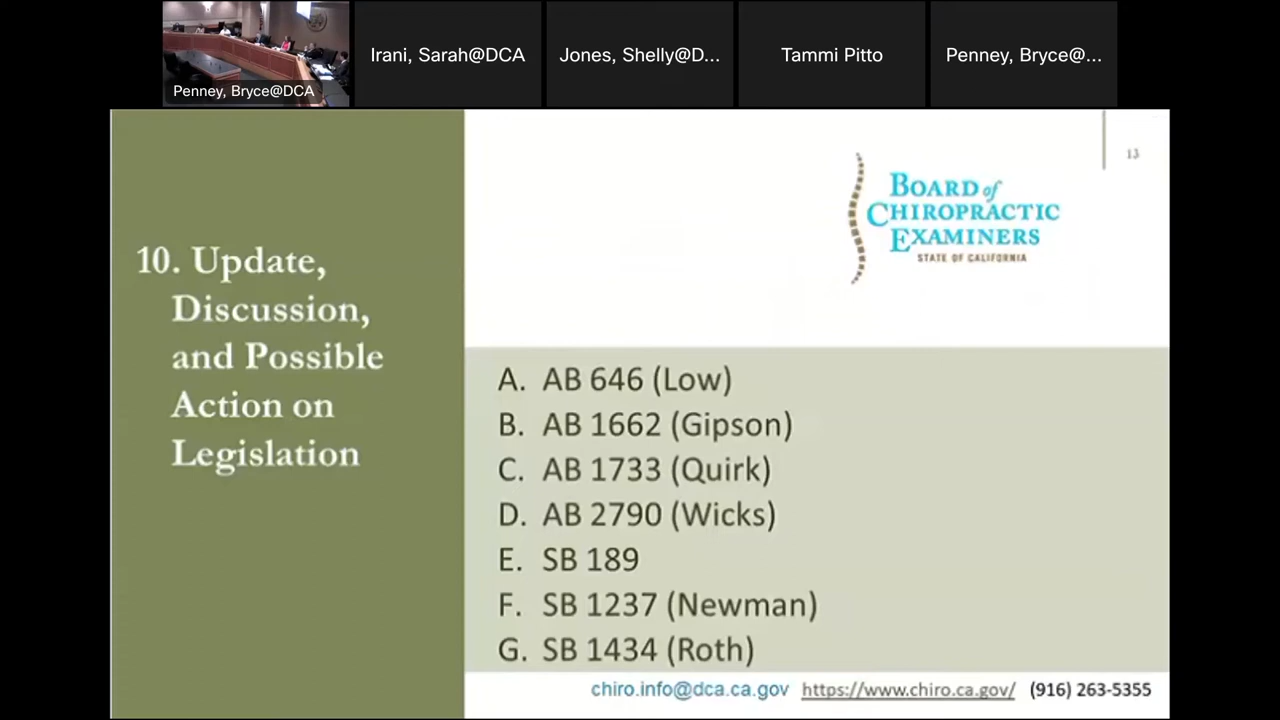 Penney, Bryce@DCA
Irani, Sarah@DCA
Jones, Shelly@D...
Tammi Pitto
Penney, Bryce@...
13
BOARD of
CHIROPRACTIC
EXAMINERS
STATE OF CALIFORNIA
10. Update,
Discussion,
and Possible
Action on
Legislation
A. AB 646 (Low)
B. AB 1662 (Gipson)
C. AB 1733 (Quirk)
D. AB 2790 (Wicks)
E. SB 189
F. SB 1237 (Newman)
G. SB 1434 (Roth)
chiro.info@dca.ca.gov https://www.chiro.ca.gov/ (916) 263-5355